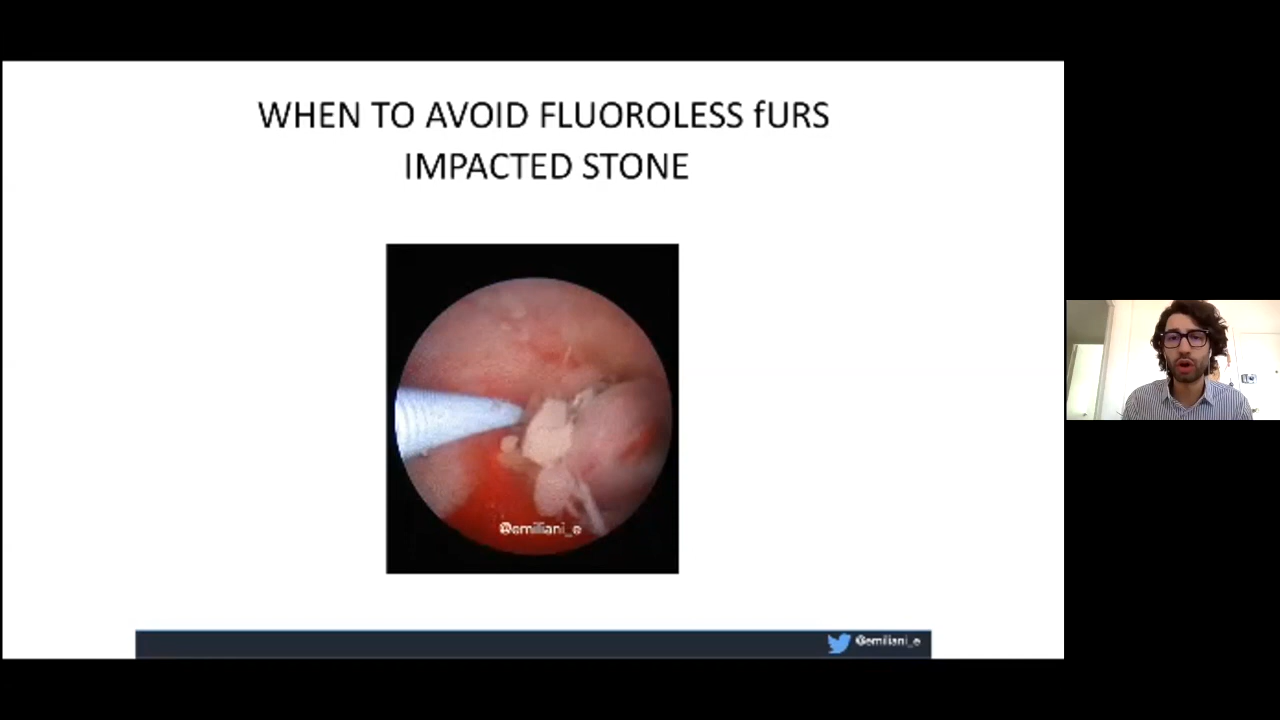 WHEN TO AVOID FLUOROLESS fURS
IMPACTED STONE
@emiliani_e
@emiliani_e